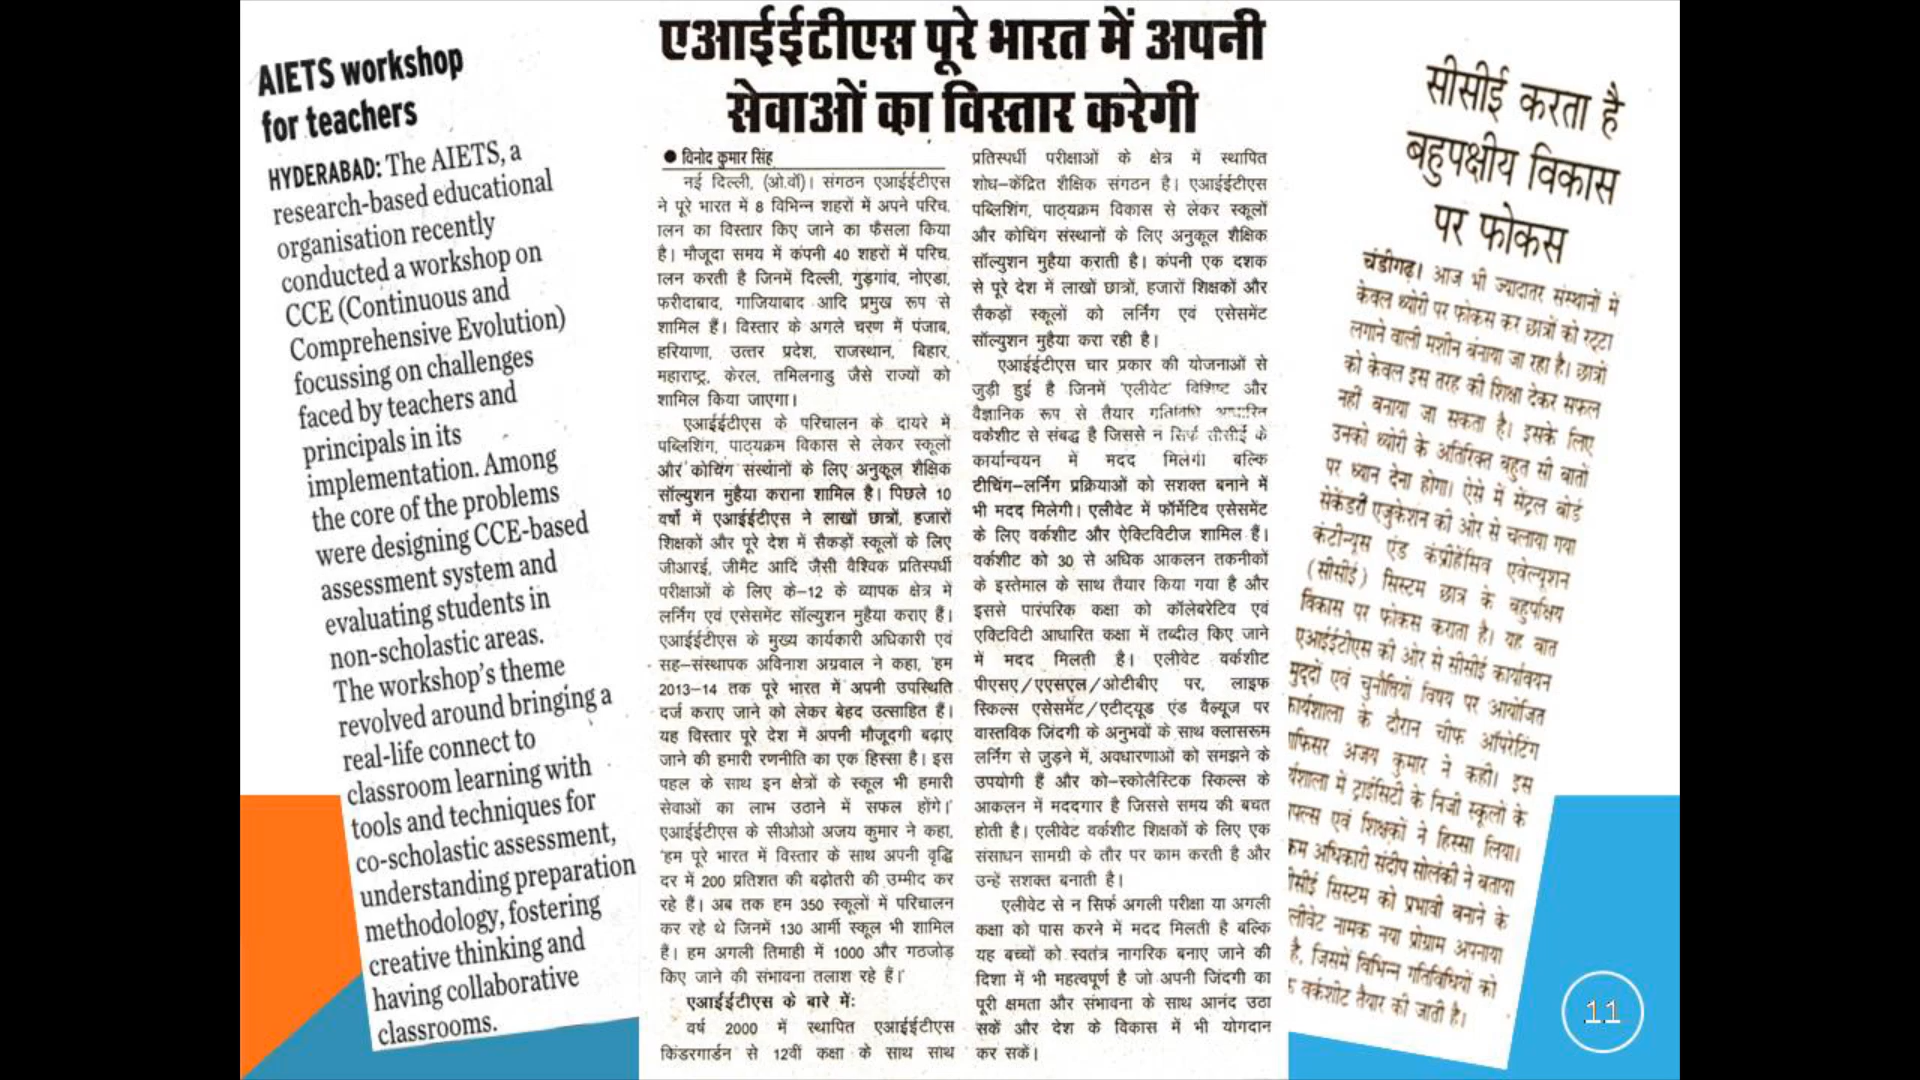 AIETS workshop
for teachers
HYDERABAD: The AIETS, a
research-based educational
organisation recently
conducted a workshop on
CCE (Continuous and
Comprehensive Evolution)
focussing on challenges
faced by teachers and
principals in its
implementation. Among
the core of the problems
were designing CCE-based
assessment system and
evaluating students in
non-scholastic areas.
The workshop's theme
revolved around bringing a
real-life connect to
classroom learning with
tools and techniques for
co-scholastic assessment,
understanding preparation
methodology, fostering
creative thinking and
having collaborative
classrooms.
एआईईटीएस पूरे भारत में अपनी
सेवाओं का विस्तार करेगी
● विनोद कुमार सिंह
नई दिल्ली, (ओ.वॉ)। संगठन एआईईटीएस
ने पूरे भारत में 8 विभिन्न शहरों में अपने परिच.
ालन का विस्तार किए जाने का फैसला किया
है। मौजूदा समय में कंपनी 40 शहरों में परिच.
ालन करती है जिनमें दिल्ली, गुड़गांव, नोएडा,
फरीदाबाद, गाजियाबाद आदि प्रमुख रूप से
शामिल हैं। विस्तार के अगले चरण में पंजाब,
हरियाणा, उत्तर प्रदेश, राजस्थान, बिहार,
महाराष्ट्र, केरल, तमिलनाडु जैसे राज्यों को
शामिल किया जाएगा।
एआईईटीएस के परिचालन के दायरे में
पब्लिशिंग, पाठ्यक्रम विकास से लेकर स्कूलों
और कोचिंग संस्थानों के लिए अनुकूल शैक्षिक
सॉल्युशन मुहैया कराना शामिल है। पिछले 10
वर्षों में एआईईटीएस ने लाखों छात्रों, हजारों
शिक्षकों और पूरे देश में सैकड़ों स्कूलों के लिए
जीआरई, जीमैट आदि जैसी वैश्विक प्रतिस्पर्धी
परीक्षाओं के लिए के–12 के व्यापक क्षेत्र में
लर्निंग एवं एसेसमेंट सॉल्युशन मुहैया कराए हैं।
एआईईटीएस के मुख्य कार्यकारी अधिकारी एवं
सह–संस्थापक अविनाश अग्रवाल ने कहा, 'हम
2013–14 तक पूरे भारत में अपनी उपस्थिति
दर्ज कराए जाने को लेकर बेहद उत्साहित हैं।
यह विस्तार पूरे देश में अपनी मौजूदगी बढ़ाए
जाने की हमारी रणनीति का एक हिस्सा है। इस
पहल के साथ इन क्षेत्रों के स्कूल भी हमारी
सेवाओं का लाभ उठाने में सफल होंगे।'
एआईईटीएस के सीओओ अजय कुमार ने कहा,
'हम पूरे भारत में विस्तार के साथ अपनी वृद्धि
दर में 200 प्रतिशत की बढ़ोतरी की उम्मीद कर
रहे हैं। अब तक हम 350 स्कूलों में परिचालन
कर रहे थे जिनमें 130 आर्मी स्कूल भी शामिल
हैं। हम अगली तिमाही में 1000 और गठजोड़
किए जाने की संभावना तलाश रहे हैं।'
एआईईटीएस के बारे में:
वर्ष 2000 में स्थापित एआईईटीएस
किंडरगार्डन से 12वीं कक्षा के साथ साथ
प्रतिस्पर्धी परीक्षाओं के क्षेत्र में स्थापित
शोध–केंद्रित शैक्षिक संगठन है। एआईईटीएस
पब्लिशिंग, पाठ्यक्रम विकास से लेकर स्कूलों
और कोचिंग संस्थानों के लिए अनुकूल शैक्षिक
सॉल्युशन मुहैया कराती है। कंपनी एक दशक
से पूरे देश में लाखों छात्रों, हजारों शिक्षकों और
सैकड़ों स्कूलों को लर्निंग एवं एसेसमेंट
सॉल्युशन मुहैया करा रही है।
एआईईटीएस चार प्रकार की योजनाओं से
जुड़ी हुई है जिनमें 'एलीवेट' विशिष्ट और
वैज्ञानिक रूप से तैयार गतिविधि आधारित
वर्कशीट से संबद्ध है जिससे न सिर्फ सीसीई के
कार्यान्वयन में मदद मिलेगी बल्कि
टीचिंग–लर्निंग प्रक्रियाओं को सशक्त बनाने में
भी मदद मिलेगी। एलीवेट में फॉर्मेटिव एसेसमेंट
के लिए वर्कशीट और ऐक्टिविटीज शामिल हैं।
वर्कशीट को 30 से अधिक आकलन तकनीकों
के इस्तेमाल के साथ तैयार किया गया है और
इससे पारंपरिक कक्षा को कॉलेबरेटिव एवं
एक्टिविटी आधारित कक्षा में तब्दील किए जाने
में मदद मिलती है। एलीवेट वर्कशीट
पीएसए/एएसएल/ओटीबीए पर, लाइफ
स्किल्स एसेसमेंट/एटीट्यूड एंड वैल्यूज पर
वास्तविक जिंदगी के अनुभवों के साथ क्लासरूम
लर्निंग से जुड़ने में, अवधारणाओं को समझने के
उपयोगी हैं और को–स्कोलैस्टिक स्किल्स के
आकलन में मददगार है जिससे समय की बचत
होती है। एलीवेट वर्कशीट शिक्षकों के लिए एक
संसाधन सामग्री के तौर पर काम करती है और
उन्हें सशक्त बनाती है।
एलीवेट से न सिर्फ अगली परीक्षा या अगली
कक्षा को पास करने में मदद मिलती है बल्कि
यह बच्चों को स्वतंत्र नागरिक बनाए जाने की
दिशा में भी महत्वपूर्ण है जो अपनी जिंदगी का
पूरी क्षमता और संभावना के साथ आनंद उठा
सकें और देश के विकास में भी योगदान
कर सकें।
सीसीई करता है
बहुपक्षीय विकास
पर फोकस
चंडीगढ़। आज भी ज्यादातर संस्थानों में
केवल थ्योरी पर फोकस कर छात्रों को रट्टा
लगाने वाली मशीन बनाया जा रहा है। छात्रों
को केवल इस तरह की शिक्षा देकर सफल
नहीं बनाया जा सकता है। इसके लिए
उनको थ्योरी के अतिरिक्त बहुत सी बातों
पर ध्यान देना होगा। ऐसे में सेंट्रल बोर्ड
सेकेंडरी एजुकेशन की ओर से चलाया गया
कंटीन्यूस एंड कंप्रीहेंसिव एवेल्यूशन
(सीसीई) सिस्टम छात्र के बहुपक्षिय
विकास पर फोकस कराता है। यह बात
एआईईटीएस की ओर से सीसीई कार्यावयन
मुद्दों एवं चुनौतियों विषय पर आयोजित
कार्यशाला के दौरान चीफ ऑपरेटिंग
ाफिसर अजय कुमार ने कही। इस
र्यशाला में ट्राइसिटी के निजी स्कूलों के
पल्स एवं शिक्षकों ने हिस्सा लिया।
क्रम अधिकारी संदीप सोलंकी ने बताया
ीसीई सिस्टम को प्रभावी बनाने के
लीवेट नामक नया प्रोग्राम अपनाया
है, जिसमें विभिन्न गतिविधियों को
वर्कशीट तैयार की जाती है।
11